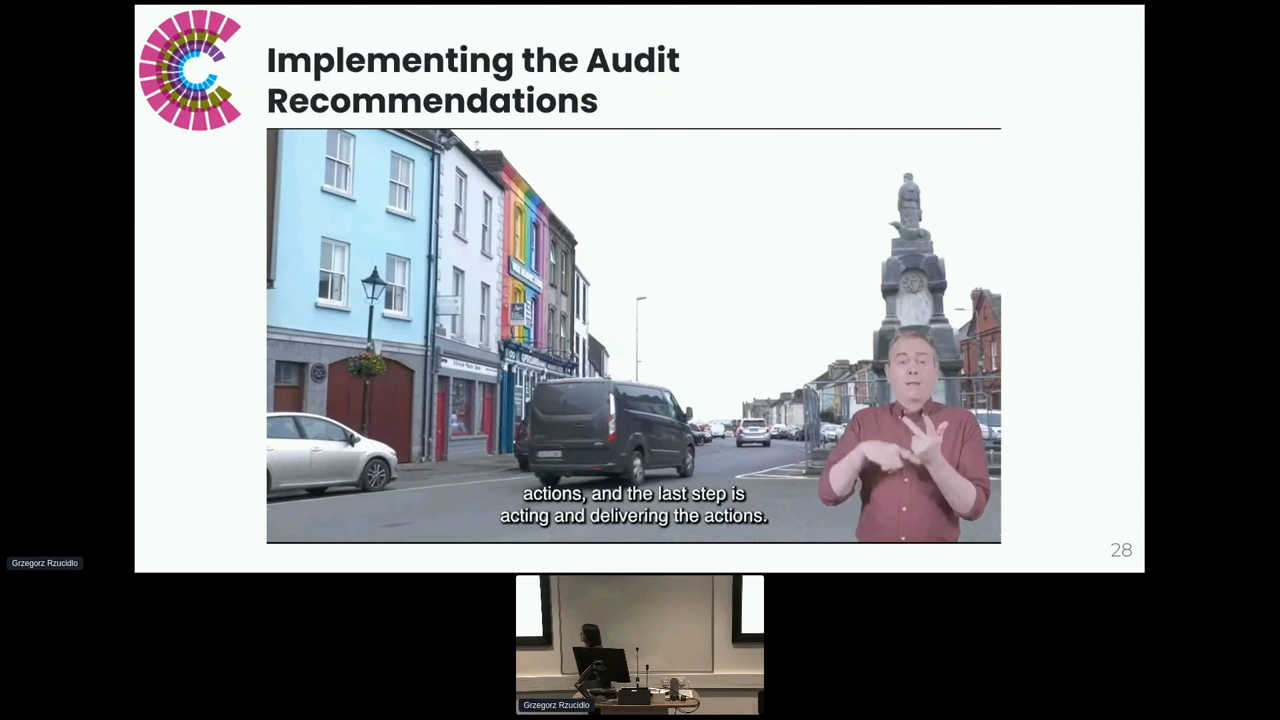 Implementing the Audit
Recommendations
actions, and the last step is
acting and delivering the actions.
28
Grzegorz Rzucidlo
Grzegorz Rzucidlo